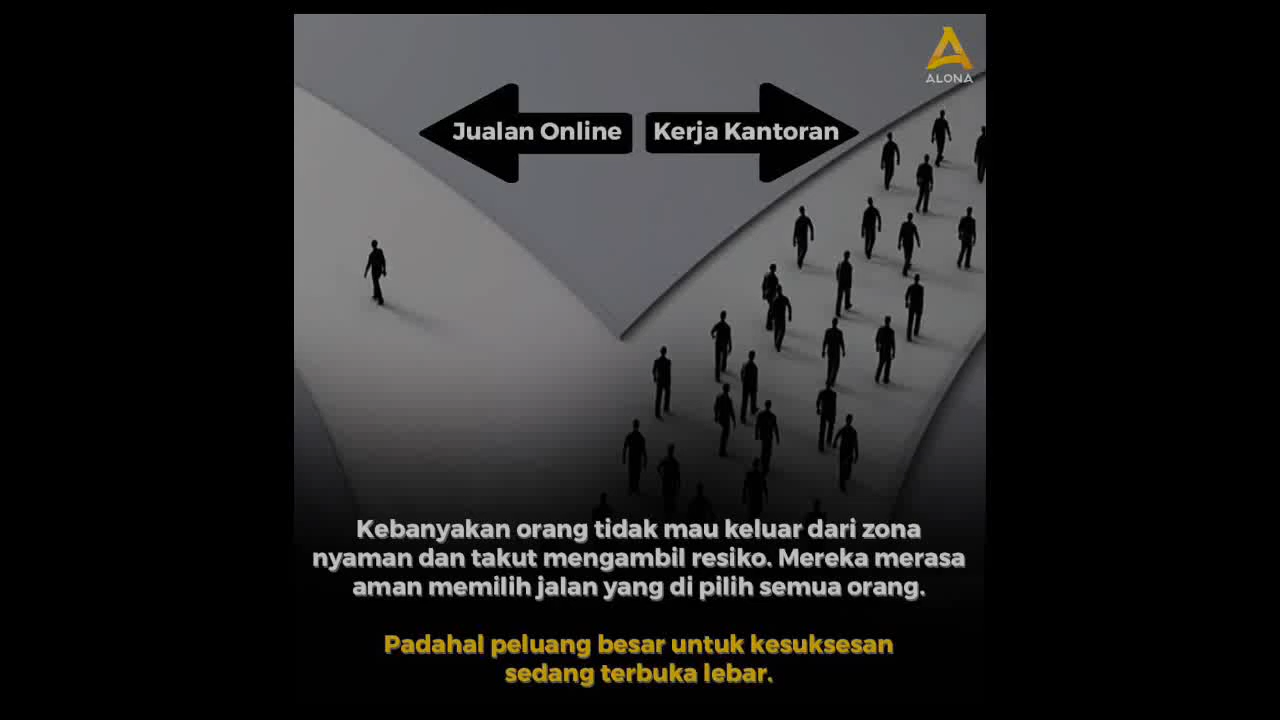 ALONA
Jualan Online
Kerja Kantoran
Kebanyakan orang tidak mau keluar dari zona
nyaman dan takut mengambil resiko. Mereka merasa
aman memilih jalan yang di pilih semua orang.
Padahal peluang besar untuk kesuksesan
sedang terbuka lebar.